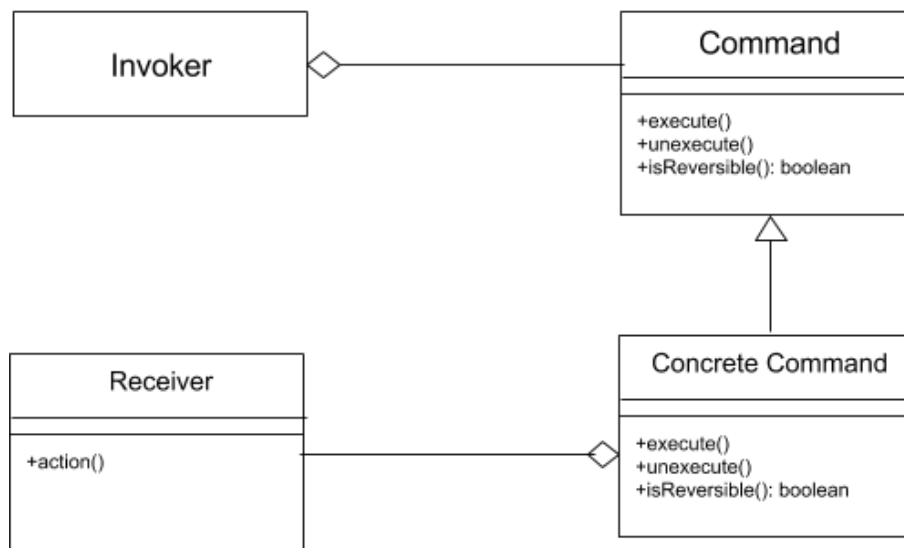 Invoker
Command
+execute()
+unexecute()
+isReversible(): boolean
Receiver
+action()
Concrete Command
+execute()
+unexecute()
+isReversible(): boolean